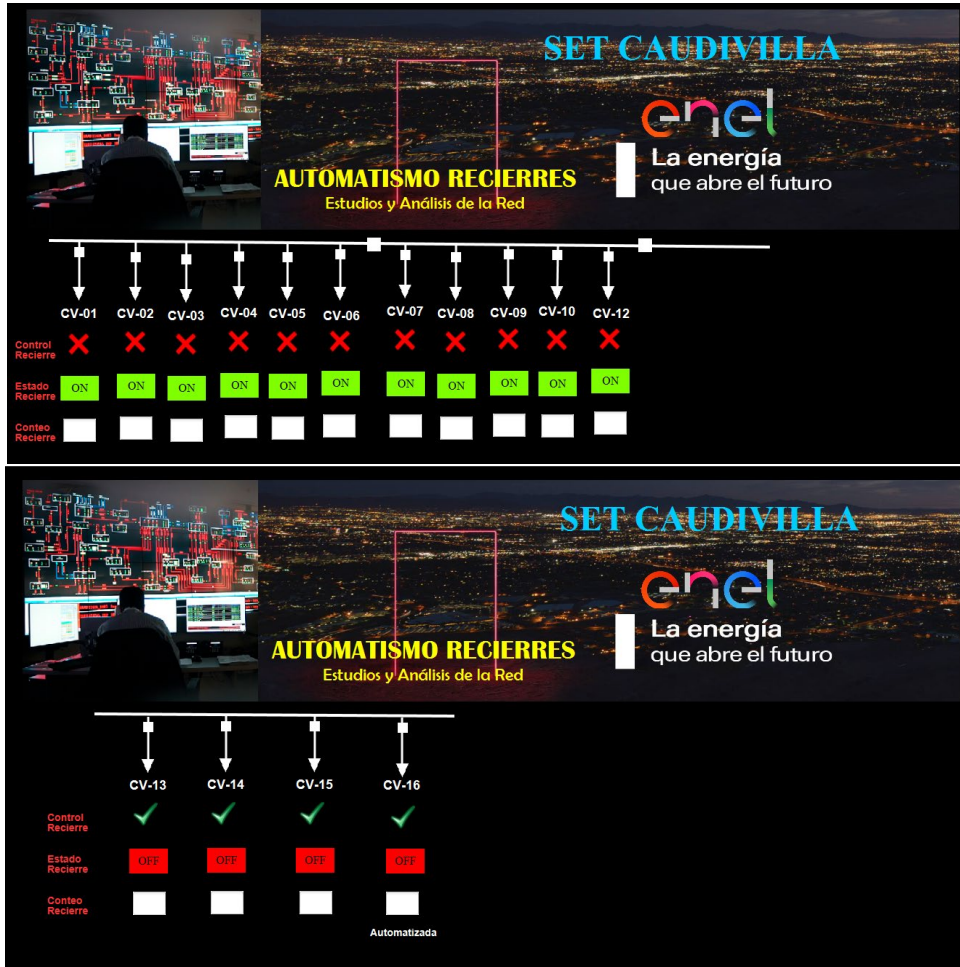 SET CAUDIVILLA
enel
La energía
que abre el futuro
AUTOMATISMO RECIERRES
Estudios y Análisis de la Red
CV-01 CV-02 CV-03 CV-04 CV-05 CV-06 CV-07 CV-08 CV-09 CV-10 CV-12
Control
Recierre
Estado
Recierre
ON ON ON ON ON ON ON ON ON ON ON
Conteo
Recierre
SET CAUDIVILLA
enel
La energía
que abre el futuro
AUTOMATISMO RECIERRES
Estudios y Análisis de la Red
CV-13 CV-14 CV-15 CV-16
Control
Recierre
Estado
Recierre
OFF OFF OFF OFF
Conteo
Recierre
Automatizada